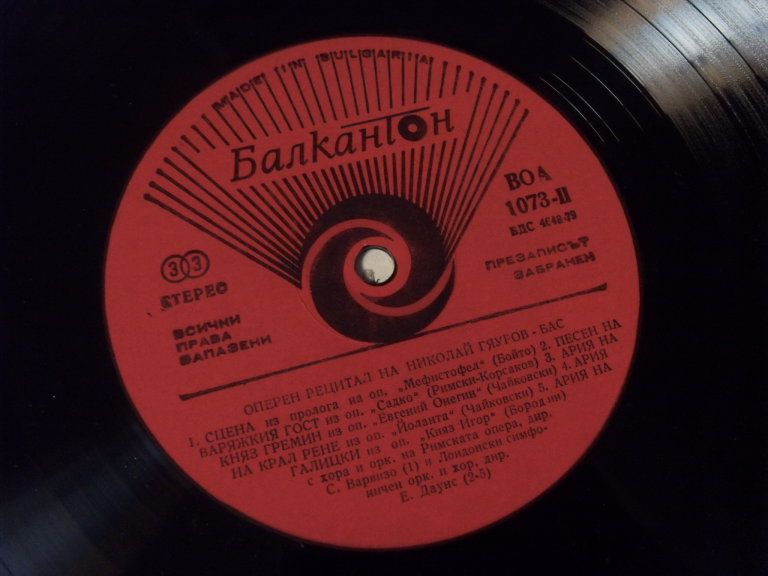 MADE IN BULGARIA
Балкантон
ВОА
1073-II
БДС 4648-79
ПРЕЗАПИСЪТ
ЗАБРАНЕН
33
СТЕРЕО
ВСИЧКИ
ПРАВА
ЗАПАЗЕНИ
ОПЕРЕН РЕЦИТАЛ НА НИКОЛАЙ ГЯУРОВ - БАС
1. СЦЕНА из пролога на оп. „Мефистофел“ (Бойто) 2. ПЕСЕН НА
ВАРЯЖКИЯ ГОСТ из оп. „Садко“ (Римски-Корсаков) 3. АРИЯ НА
КНЯЗ ГРЕМИН из оп. „Евгений Онегин“ (Чайковски) 4. АРИЯ
НА КРАЛ РЕНЕ из оп. „Йоланта“ (Чайковски) 5. АРИЯ НА
ГАЛИЦКИ из оп. „Княз Игор“ (Бородин)
с хора и орк. на Римската опера, дир.
С. Варвизо (1) и Лондонски симфо-
ничен орк. и хор, дир.
Е. Даунс (2-5)